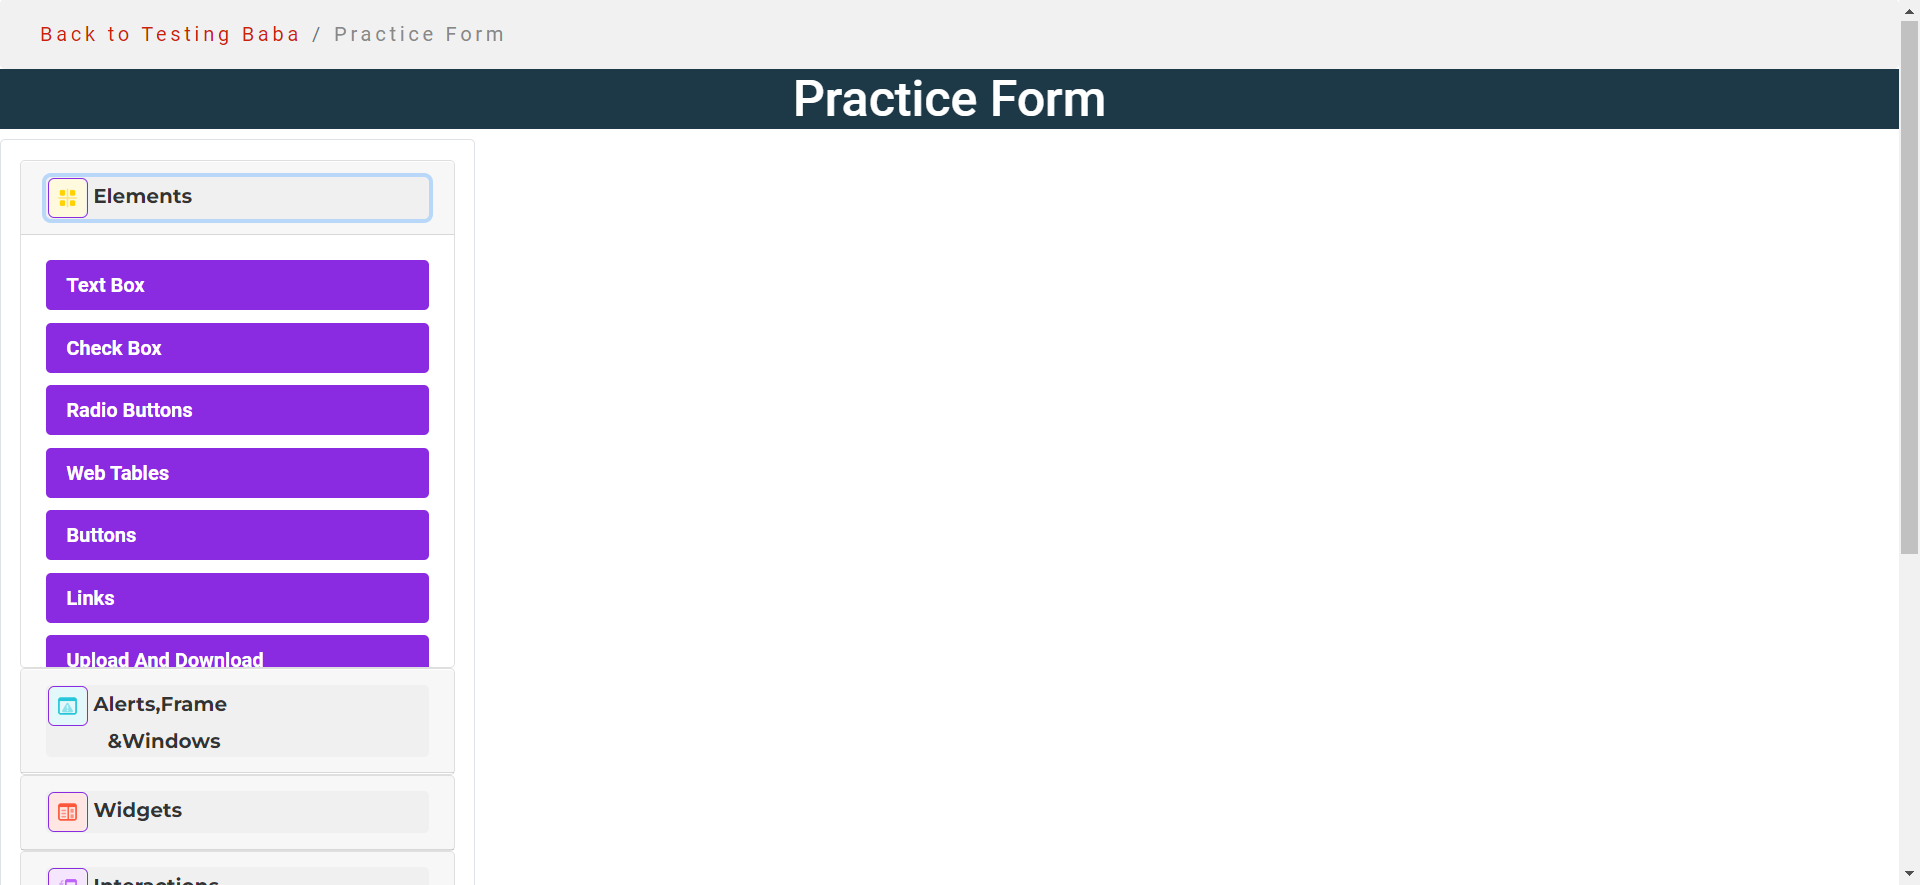 Back to Testing Baba / Practice Form
Practice Form
Elements
Text Box
Check Box
Radio Buttons
Web Tables
Buttons
Links
Upload And Download
Alerts,Frame
&Windows
Widgets
Interactions